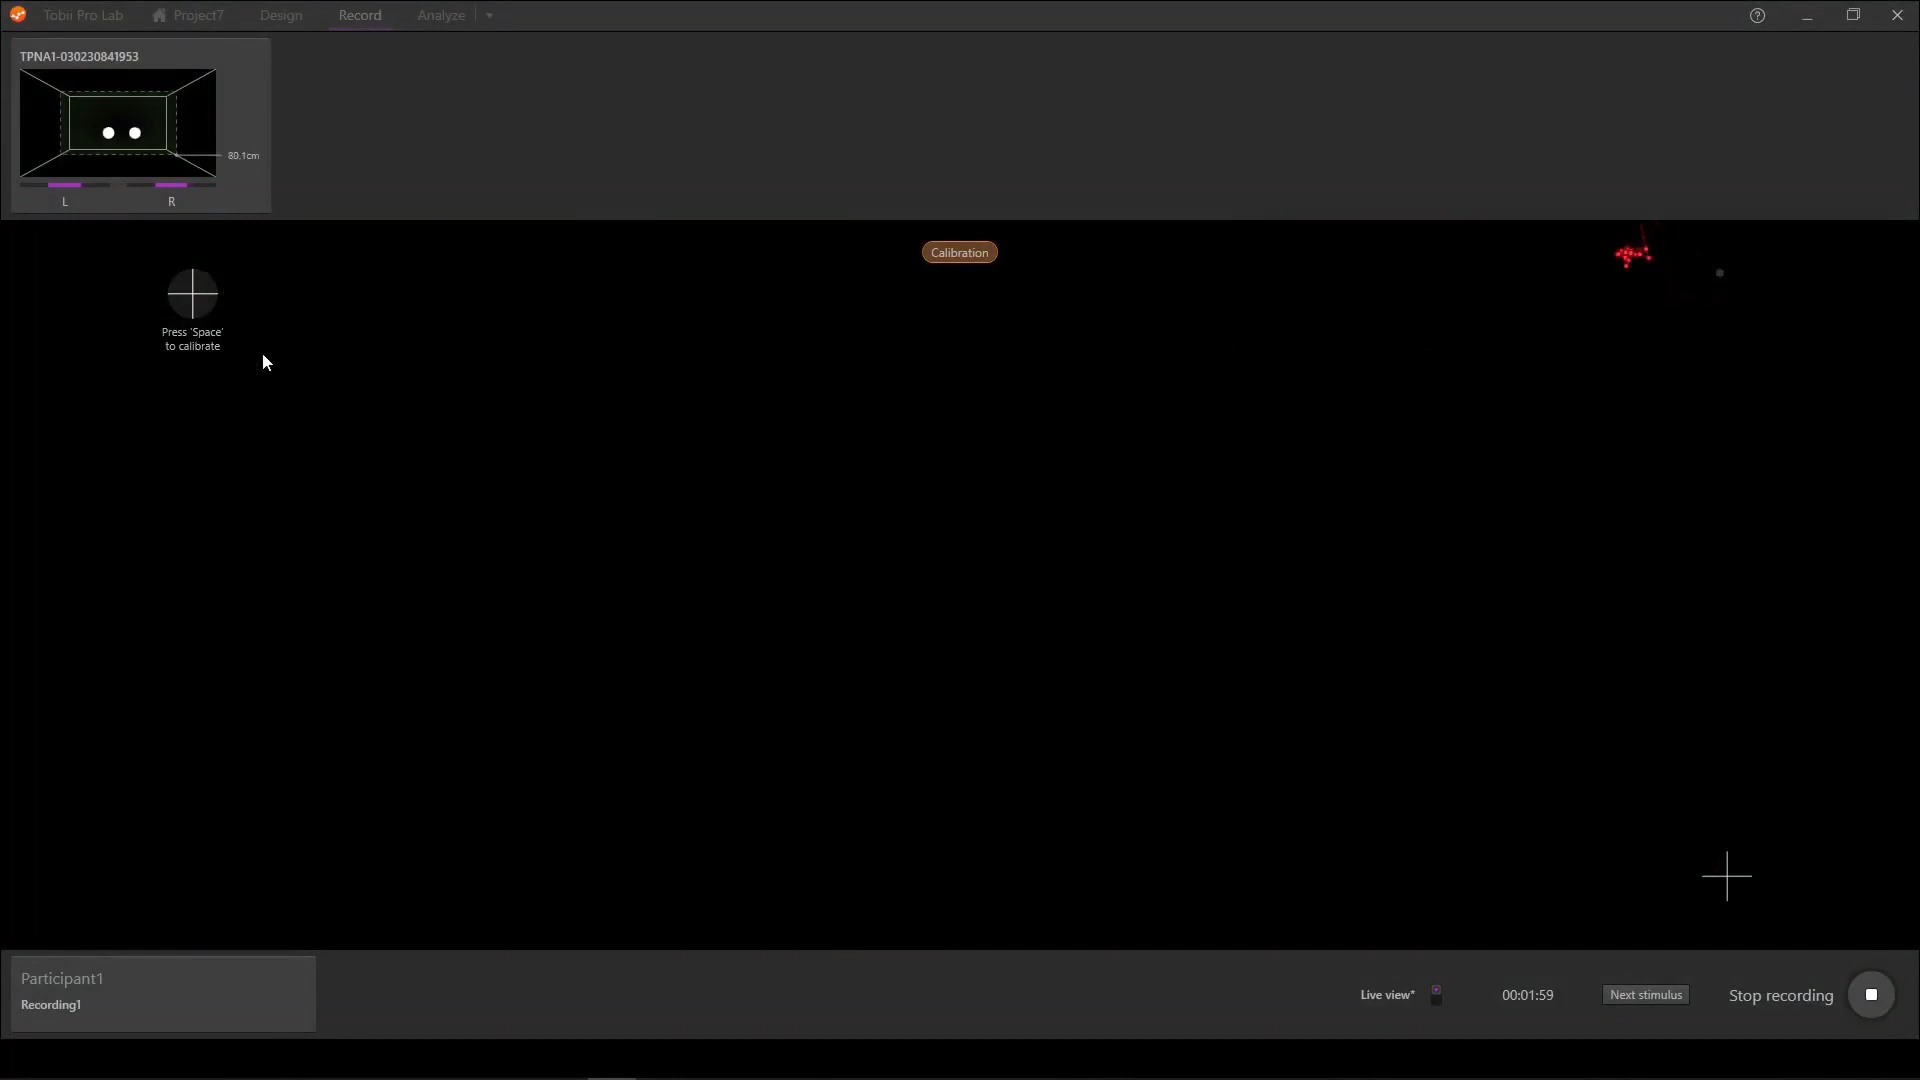 Tobii Pro Lab Project7 Design Record Analyze
TPNA1-030230841953
80.1cm
L R
Calibration
Press 'Space'
to calibrate
Participant1
Recording1
Live view* 00:01:59 Next stimulus Stop recording